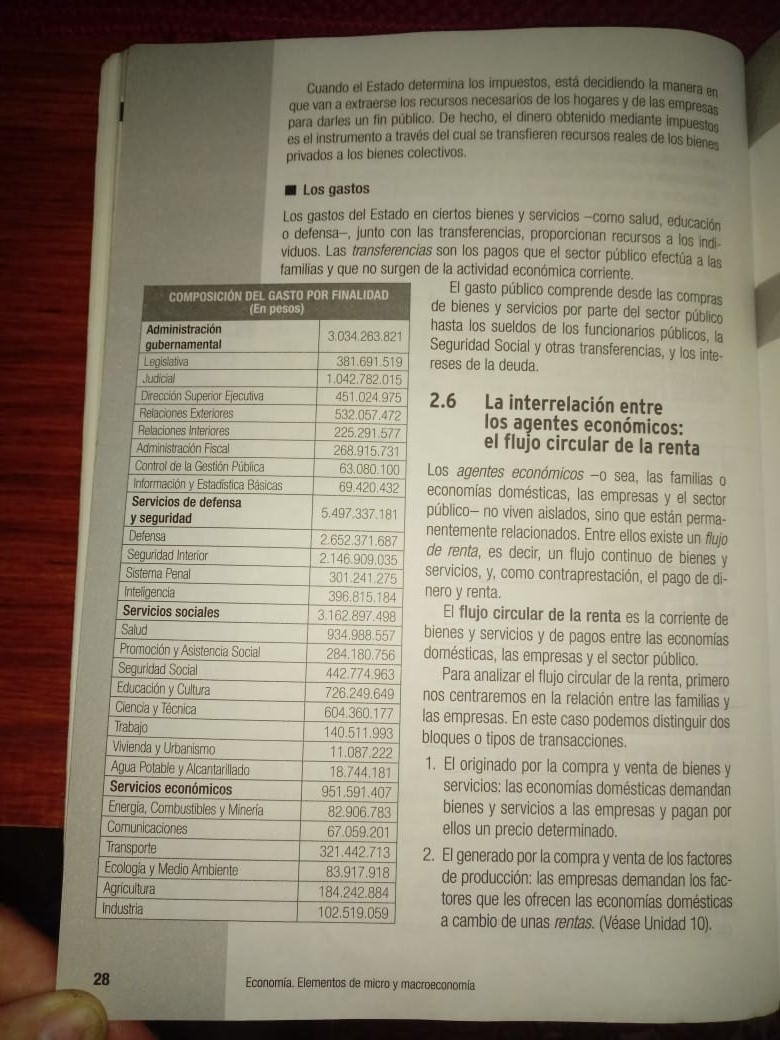 Cuando el Estado determina los impuestos, está decidiendo la manera en
que van a extraerse los recursos necesarios de los hogares y de las empresas
para darles un fin público. De hecho, el dinero obtenido mediante impuestos
es el instrumento a través del cual se transfieren recursos reales de los bienes
privados a los bienes colectivos.
■ Los gastos
Los gastos del Estado en ciertos bienes y servicios –como salud, educación
o defensa–, junto con las transferencias, proporcionan recursos a los indi-
viduos. Las transferencias son los pagos que el sector público efectúa a las
familias y que no surgen de la actividad económica corriente.
COMPOSICIÓN DEL GASTO POR FINALIDAD
(En pesos)
Administración
gubernamental 3.034.263.821
Legislativa 381.691.519
Judicial 1.042.782.015
Dirección Superior Ejecutiva 451.024.975
Relaciones Exteriores 532.057.472
Relaciones Interiores 225.291.577
Administración Fiscal 268.915.731
Control de la Gestión Pública 63.080.100
Información y Estadística Básicas 69.420.432
Servicios de defensa
y seguridad 5.497.337.181
Defensa 2.652.371.687
Seguridad Interior 2.146.909.035
Sistema Penal 301.241.275
Inteligencia 396.815.184
Servicios sociales 3.162.897.498
Salud 934.988.557
Promoción y Asistencia Social 284.180.756
Seguridad Social 442.774.963
Educación y Cultura 726.249.649
Ciencia y Técnica 604.360.177
Trabajo 140.511.993
Vivienda y Urbanismo 11.087.222
Agua Potable y Alcantarillado 18.744.181
Servicios económicos 951.591.407
Energía, Combustibles y Minería 82.906.783
Comunicaciones 67.059.201
Transporte 321.442.713
Ecología y Medio Ambiente 83.917.918
Agricultura 184.242.884
Industria 102.519.059
El gasto público comprende desde las compras
de bienes y servicios por parte del sector público
hasta los sueldos de los funcionarios públicos, la
Seguridad Social y otras transferencias, y los inte-
reses de la deuda.
2.6 La interrelación entre
los agentes económicos:
el flujo circular de la renta
Los agentes económicos –o sea, las familias o
economías domésticas, las empresas y el sector
público– no viven aislados, sino que están perma-
nentemente relacionados. Entre ellos existe un flujo
de renta, es decir, un flujo continuo de bienes y
servicios, y, como contraprestación, el pago de di-
nero y renta.
El flujo circular de la renta es la corriente de
bienes y servicios y de pagos entre las economías
domésticas, las empresas y el sector público.
Para analizar el flujo circular de la renta, primero
nos centraremos en la relación entre las familias y
las empresas. En este caso podemos distinguir dos
bloques o tipos de transacciones.
1. El originado por la compra y venta de bienes y
servicios: las economías domésticas demandan
bienes y servicios a las empresas y pagan por
ellos un precio determinado.
2. El generado por la compra y venta de los factores
de producción: las empresas demandan los fac-
tores que les ofrecen las economías domésticas
a cambio de unas rentas. (Véase Unidad 10).
28 Economía. Elementos de micro y macroeconomía